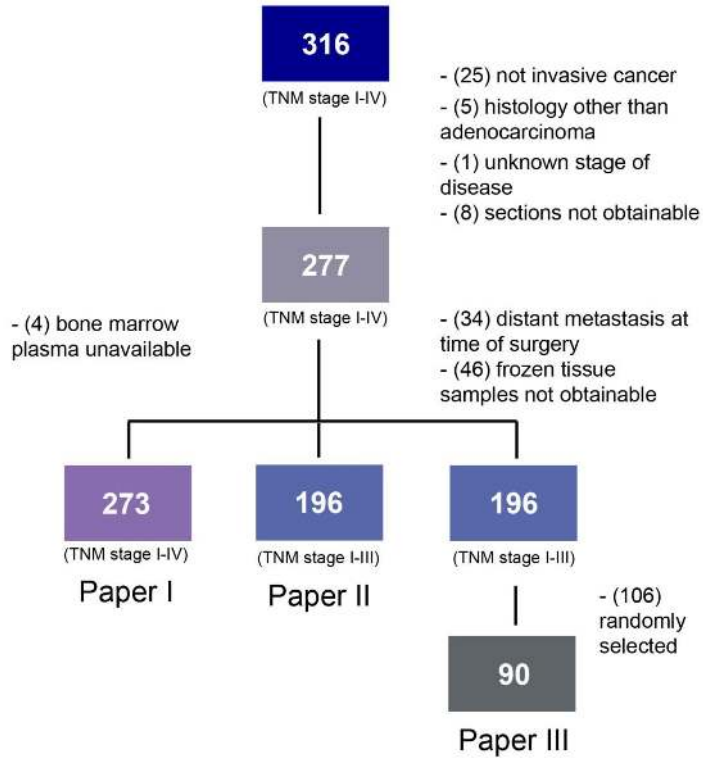 316
(TNM stage I-IV)
- (25) not invasive cancer
- (5) histology other than
adenocarcinoma
- (1) unknown stage of
disease
- (8) sections not obtainable
277
(TNM stage I-IV)
- (4) bone marrow
plasma unavailable
- (34) distant metastasis at
time of surgery
- (46) frozen tissue
samples not obtainable
273
(TNM stage I-IV)
Paper I
196
(TNM stage I-III)
Paper II
196
(TNM stage I-III)
- (106)
randomly
selected
90
Paper III